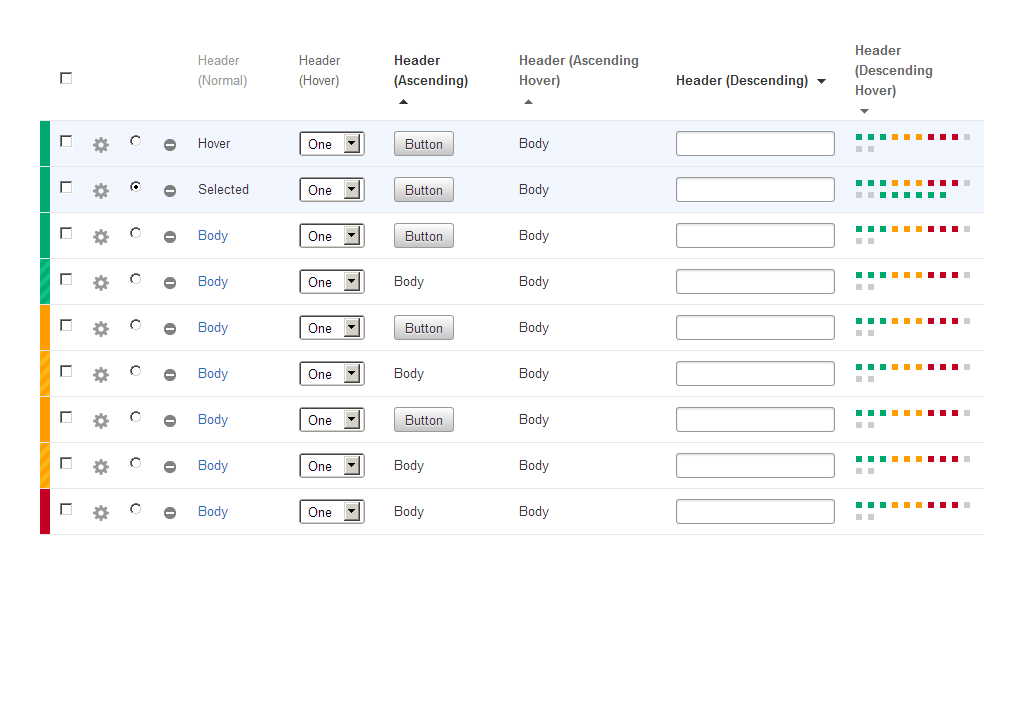 Header (Normal)
Header (Hover)
Header (Ascending)
Header (Ascending Hover)
Header (Descending)
Header (Descending Hover)
Hover One Button Body
Selected One Button Body
Body One Button Body
Body One Body Body
Body One Button Body
Body One Body Body
Body One Button Body
Body One Body Body
Body One Body Body